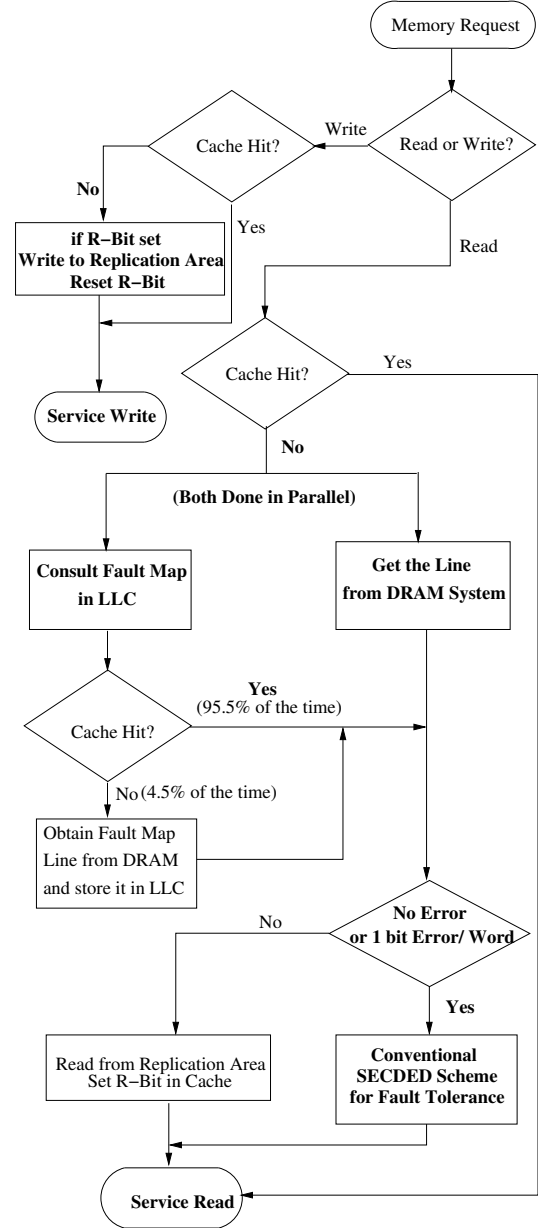 Memory Request
Write
Cache Hit?
Read or Write?
No
Yes
if R−Bit set
Write to Replication Area
Reset R−Bit
Read
Cache Hit?
Yes
Service Write
No
(Both Done in Parallel)
Consult Fault Map
in LLC
Get the Line
from DRAM System
Yes
(95.5% of the time)
Cache Hit?
No (4.5% of the time)
Obtain Fault Map
Line from DRAM
and store it in LLC
No Error
or 1 bit Error/ Word
No
Yes
Read from Replication Area
Set R−Bit in Cache
Conventional
SECDED Scheme
for Fault Tolerance
Service Read